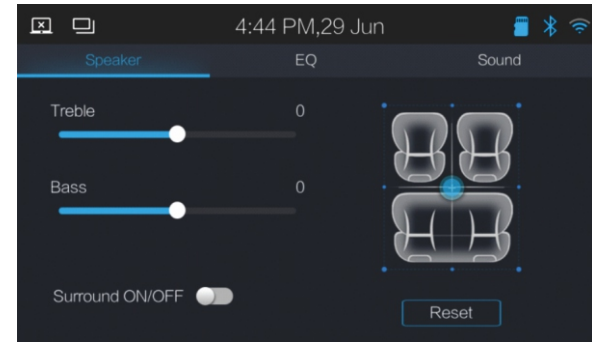 4:44 PM,29 Jun
Speaker EQ Sound
Treble 0
Bass 0
Surround ON/OFF
Reset